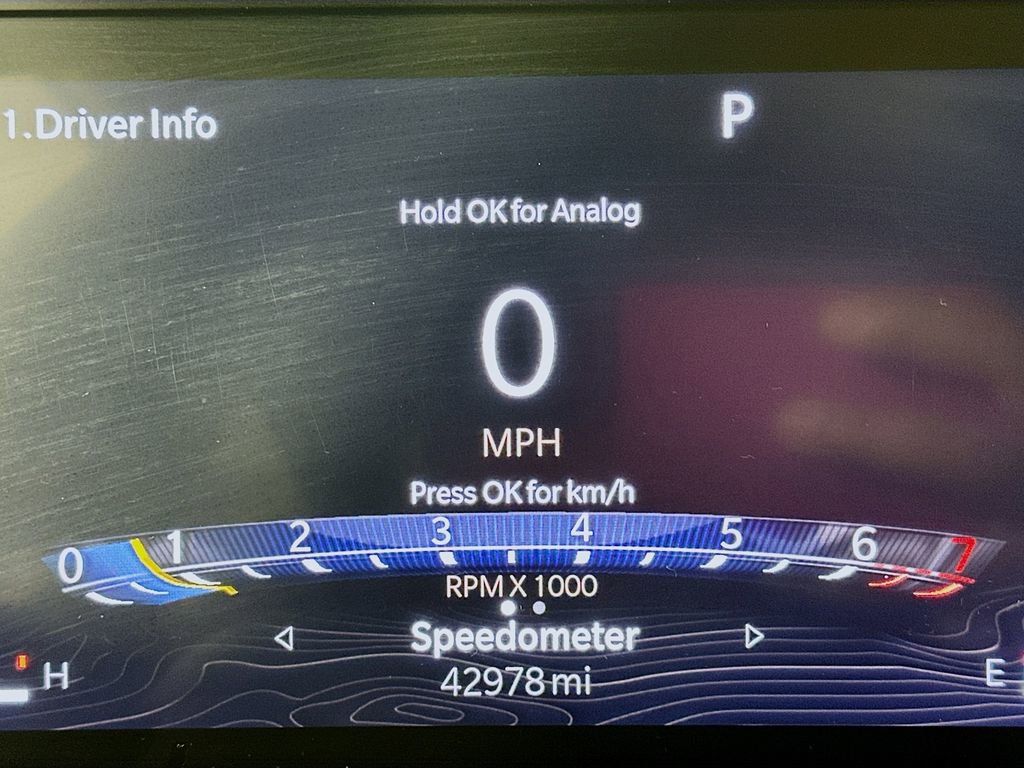 1.Driver Info
P
Hold OK for Analog
0
MPH
Press OK for km/h
0 1 2 3 4 5 6 7
RPM X 1000
Speedometer
H
E
42978 mi